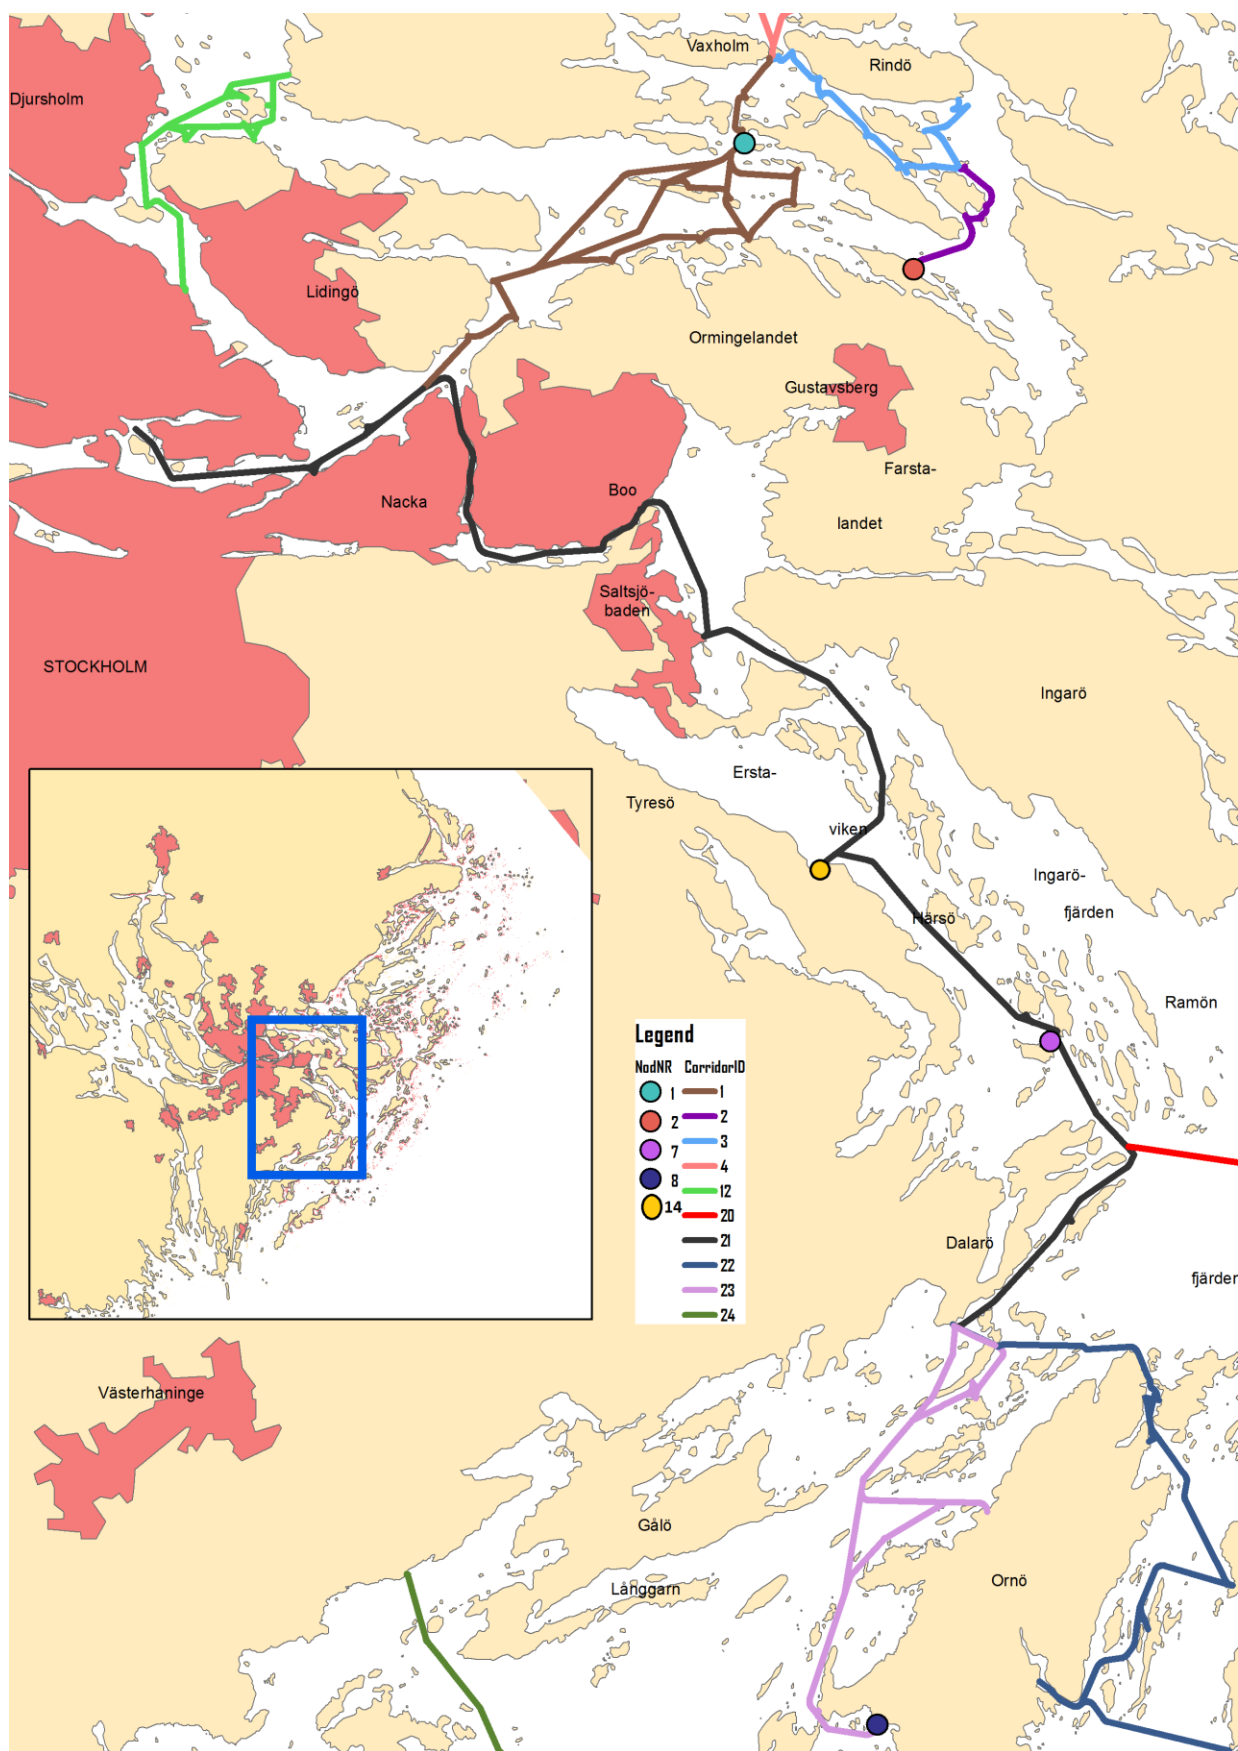 Vaxholm
Rindö
Djursholm
Lidingö
Ormingelandet
Gustavsberg
Farsta-
landet
Boo
Nacka
Saltsjö-
baden
STOCKHOLM
Ingarö
Ersta-
viken
Tyresö
Ingarö-
fjärden
Härsö
Ramön
Legend
NodNR CorridorID
1 1
2 2
7 3
8 4
14 12
20
21
22
23
24
Dalarö
fjärden
Västerhaninge
Gålö
Långgarn
Ornö